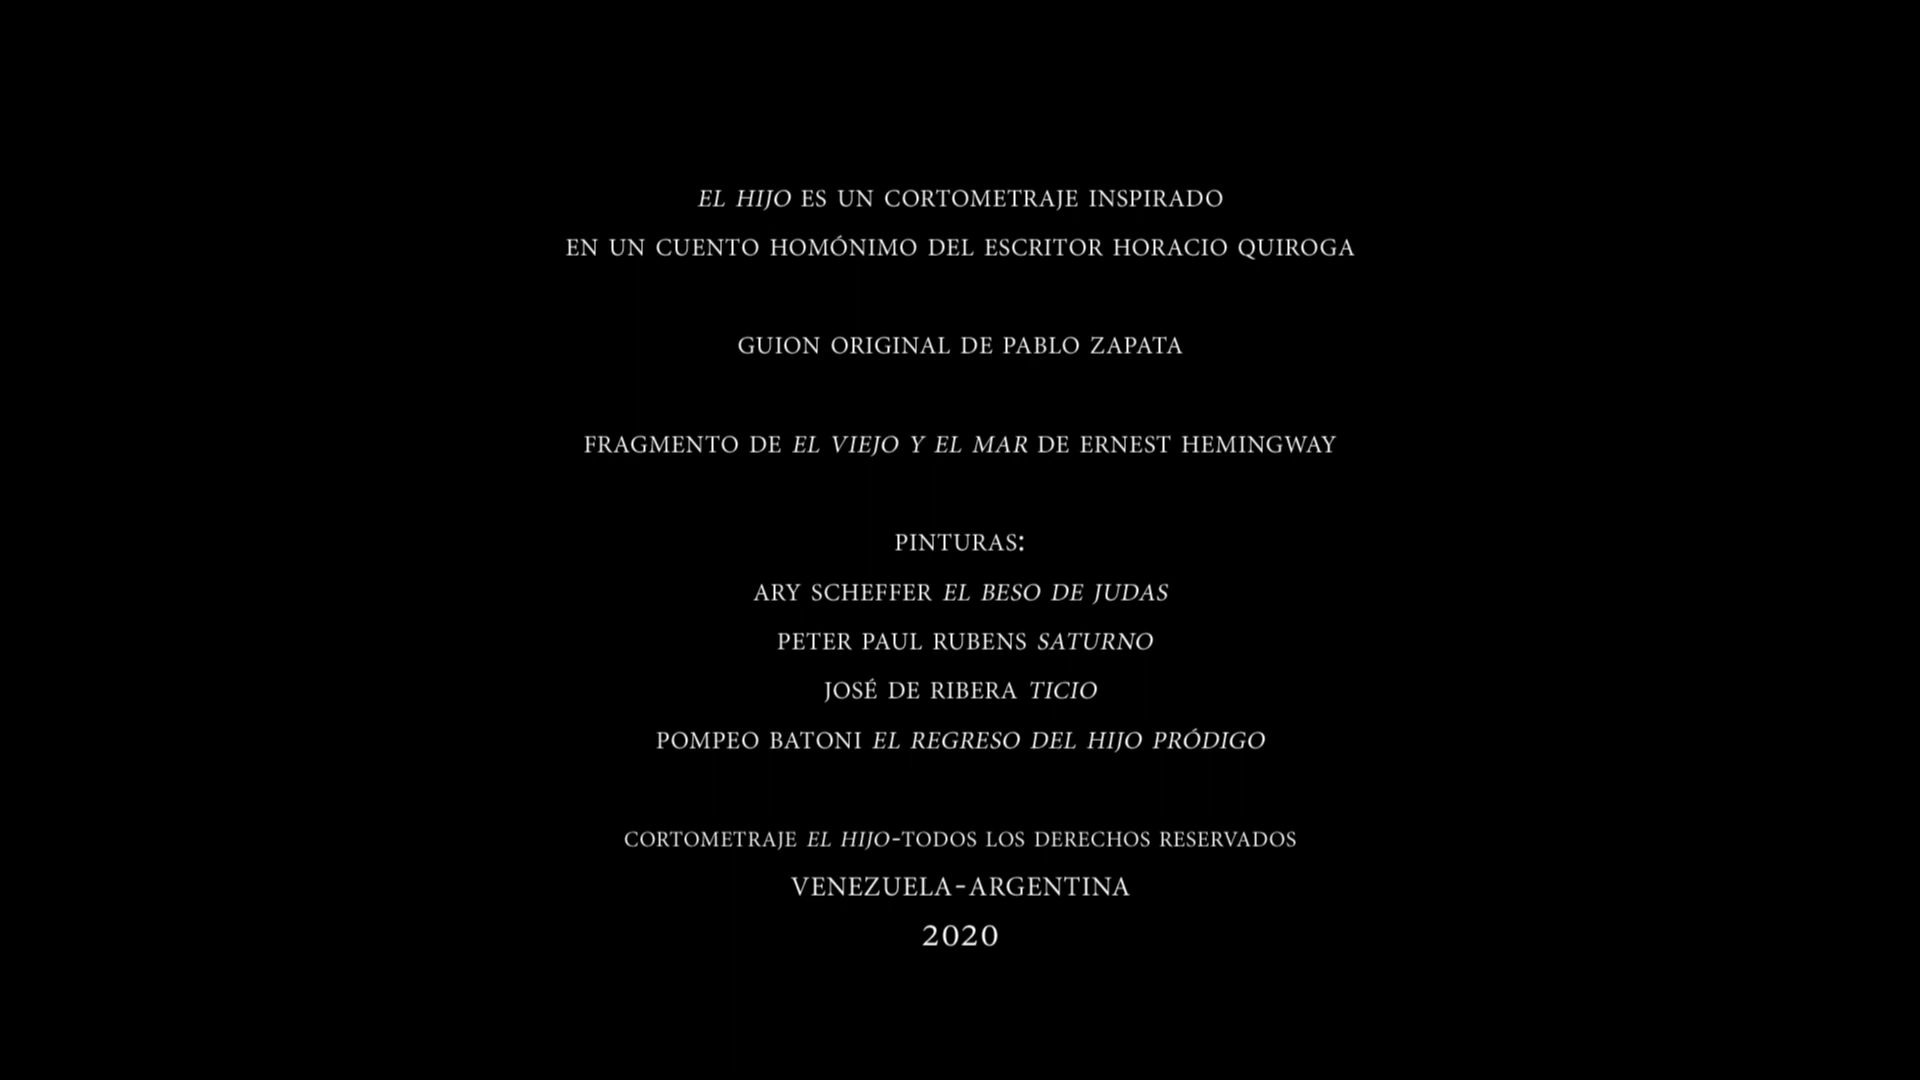 EL HIJO ES UN CORTOMETRAJE INSPIRADO
EN UN CUENTO HOMÓNIMO DEL ESCRITOR HORACIO QUIROGA
GUION ORIGINAL DE PABLO ZAPATA
FRAGMENTO DE EL VIEJO Y EL MAR DE ERNEST HEMINGWAY
PINTURAS:
ARY SCHEFFER EL BESO DE JUDAS
PETER PAUL RUBENS SATURNO
JOSÉ DE RIBERA TICIO
POMPEO BATONI EL REGRESO DEL HIJO PRÓDIGO
CORTOMETRAJE EL HIJO-TODOS LOS DERECHOS RESERVADOS
VENEZUELA-ARGENTINA
2020